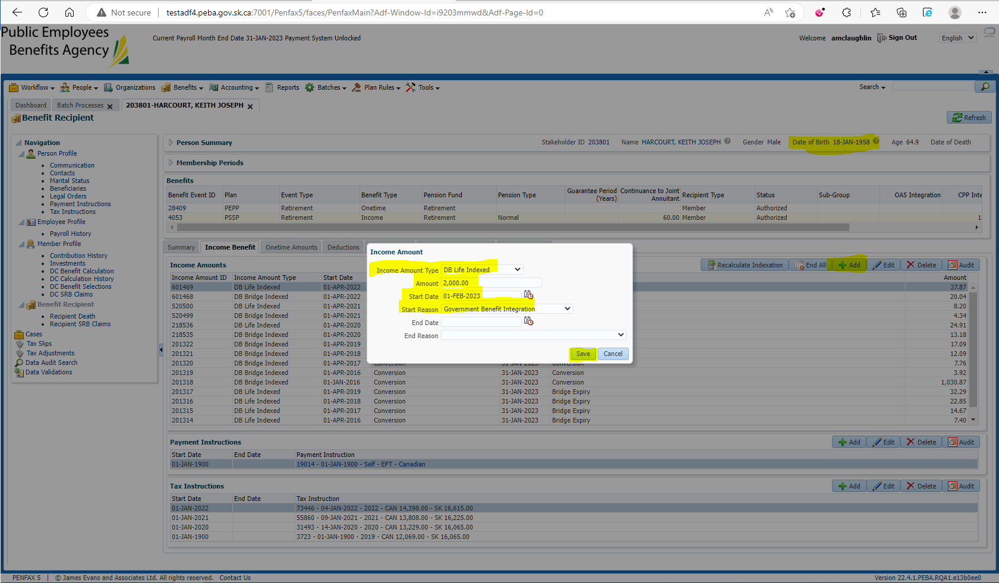 Not secure | testadf4.peba.gov.sk.ca:7001/Penfax5/faces/PenfaxMain?Adf-Window-Id=i9203mmwd&Adf-Page-Id=0
Public Employees
Benefits Agency
Current Payroll Month End Date 31-JAN-2023 Payment System Unlocked
Welcome amclaughlin Sign Out English
Workflow People Organizations Benefits Accounting Reports Batches Plan Rules Tools Search
Dashboard Batch Processes 203801-HARCOURT, KEITH JOSEPH
Benefit Recipient
Refresh
Navigation
Person Profile
Communication
Contacts
Marital Status
Beneficiaries
Legal Orders
Payment Instructions
Tax Instructions
Employee Profile
Payroll History
Member Profile
Contribution History
Investments
DC Benefit Calculation
DC Calculation History
DC Benefit Selections
DC SRB Claims
Benefit Recipient
Recipient Death
Recipient SRB Claims
Cases
Tax Slips
Tax Adjustments
Data Audit Search
Data Validations
Person Summary Stakeholder ID 203801 Name HARCOURT, KEITH JOSEPH Gender Male Date of Birth 18-JAN-1958 Age 64.9 Date of Death
Membership Periods
Benefits
Benefit Event ID Plan Event Type Benefit Type Pension Fund Pension Type Guarantee Period (Years) Continuance to Joint Annuitant Recipient Type Status Sub-Group OAS Integration CPP Inte
28409 PEPP Retirement Onetime Retirement Member Authorized
4053 PSSP Retirement Income Retirement Normal 60.00 Member Authorized 1
Summary Income Benefit Onetime Amounts Deductions
Income Amounts Recalculate Indexation End All Add Edit Delete Audit
Income Amount ID Income Amount Type Start Date Amount
601469 DB Life Indexed 01-APR-2022 37.87
601468 DB Bridge Indexed 01-APR-2022 20.04
520500 DB Life Indexed 01-APR-2021 8.20
520499 DB Bridge Indexed 01-APR-2021 4.34
218536 DB Life Indexed 01-APR-2020 24.91
218535 DB Bridge Indexed 01-APR-2020 13.18
201322 DB Bridge Indexed 01-APR-2019 17.09
201321 DB Bridge Indexed 01-APR-2018 12.09
201320 DB Bridge Indexed 01-APR-2017 Conversion 31-JAN-2023 Conversion 7.76
201319 DB Bridge Indexed 01-APR-2016 Conversion 31-JAN-2023 Conversion 3.92
201318 DB Bridge Indexed 01-JAN-2016 Conversion 31-JAN-2023 Conversion 1,030.87
201317 DB Life Indexed 01-APR-2019 Conversion 31-JAN-2023 Bridge Expiry 32.29
201316 DB Life Indexed 01-APR-2018 Conversion 31-JAN-2023 Bridge Expiry 22.85
201315 DB Life Indexed 01-APR-2017 Conversion 31-JAN-2023 Bridge Expiry 14.67
201314 DB Life Indexed 01-APR-2016 Conversion 31-JAN-2023 Bridge Expiry 7.40
Income Amount
Income Amount Type DB Life Indexed
Amount 2,000.00
Start Date 01-FEB-2023
Start Reason Government Benefit Integration
End Date
End Reason
Save Cancel
Payment Instructions Add Edit Delete Audit
Start Date End Date Payment Instruction
01-JAN-1900 19014 - 01-JAN-1900 - Self - EFT - Canadian
Tax Instructions Add Edit Delete Audit
Start Date End Date Tax Instruction
01-JAN-2022 73446 - 04-JAN-2022 - 2022 - CAN 14,398.00 - SK 16,615.00
01-JAN-2021 55860 - 09-JAN-2021 - 2021 - CAN 13,808.00 - SK 16,225.00
01-JAN-2020 31493 - 14-JAN-2020 - 2020 - CAN 13,229.00 - SK 16,065.00
01-JAN-1900 3723 - 01-JAN-1900 - 2019 - CAN 12,069.00 - SK 16,065.00
PENFAX 5 | © James Evans and Associates Ltd. All rights reserved. Contact Us Version 22.4.1.PEBA.RQA1.e13b0ee0